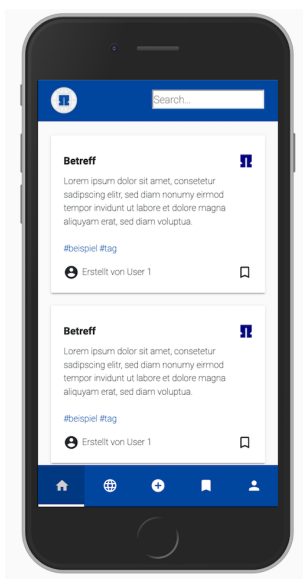 Search...
Betreff
Lorem ipsum dolor sit amet, consetetur
sadipscing elitr, sed diam nonumy eirmod
tempor invidunt ut labore et dolore magna
aliquyam erat, sed diam voluptua.
#beispiel #tag
Erstellt von User 1
Betreff
Lorem ipsum dolor sit amet, consetetur
sadipscing elitr, sed diam nonumy eirmod
tempor invidunt ut labore et dolore magna
aliquyam erat, sed diam voluptua.
#beispiel #tag
Erstellt von User 1